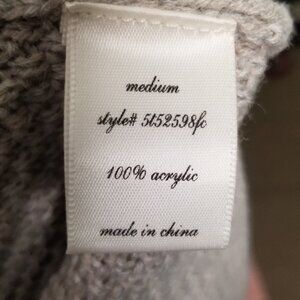 medium
style# 5t52598fc
100% acrylic
made in china